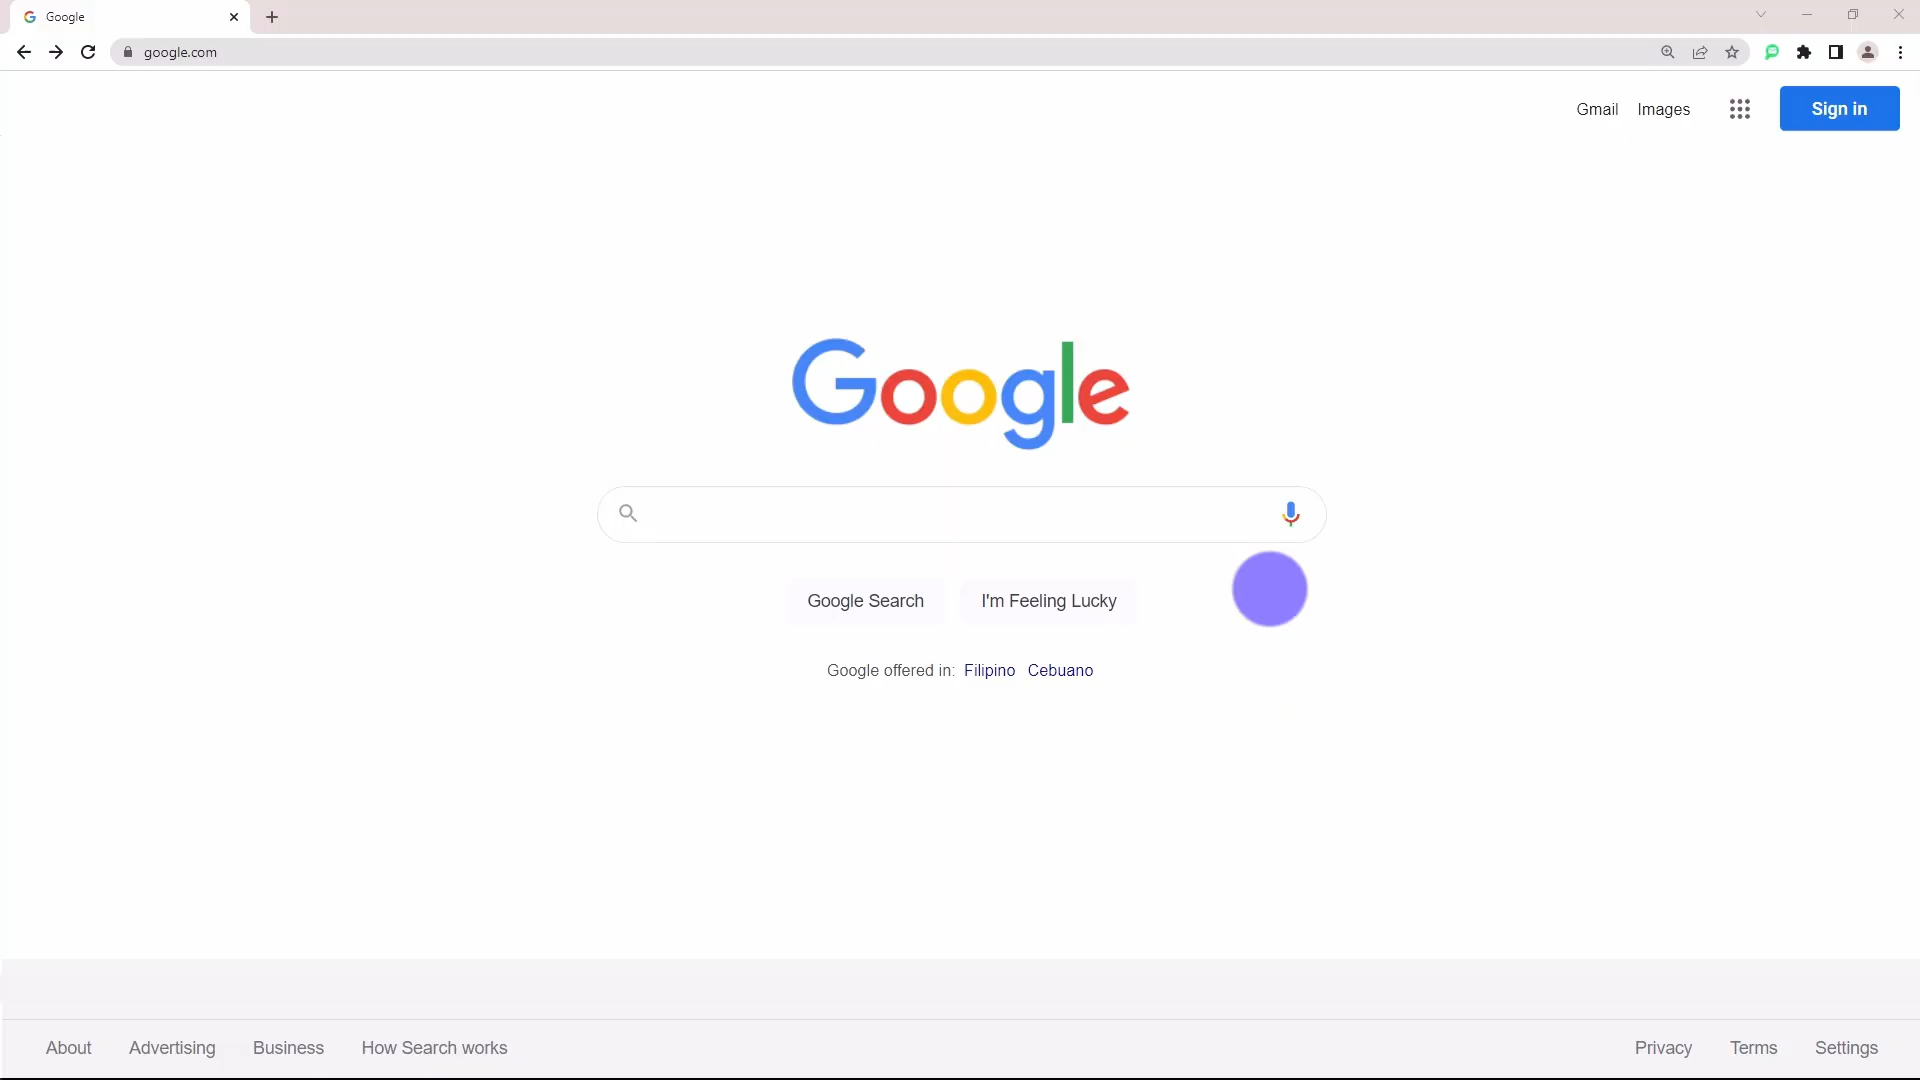 Google
google.com
Gmail Images Sign in
Google
Google Search I'm Feeling Lucky
Google offered in: Filipino Cebuano
About Advertising Business How Search works Privacy Terms Settings